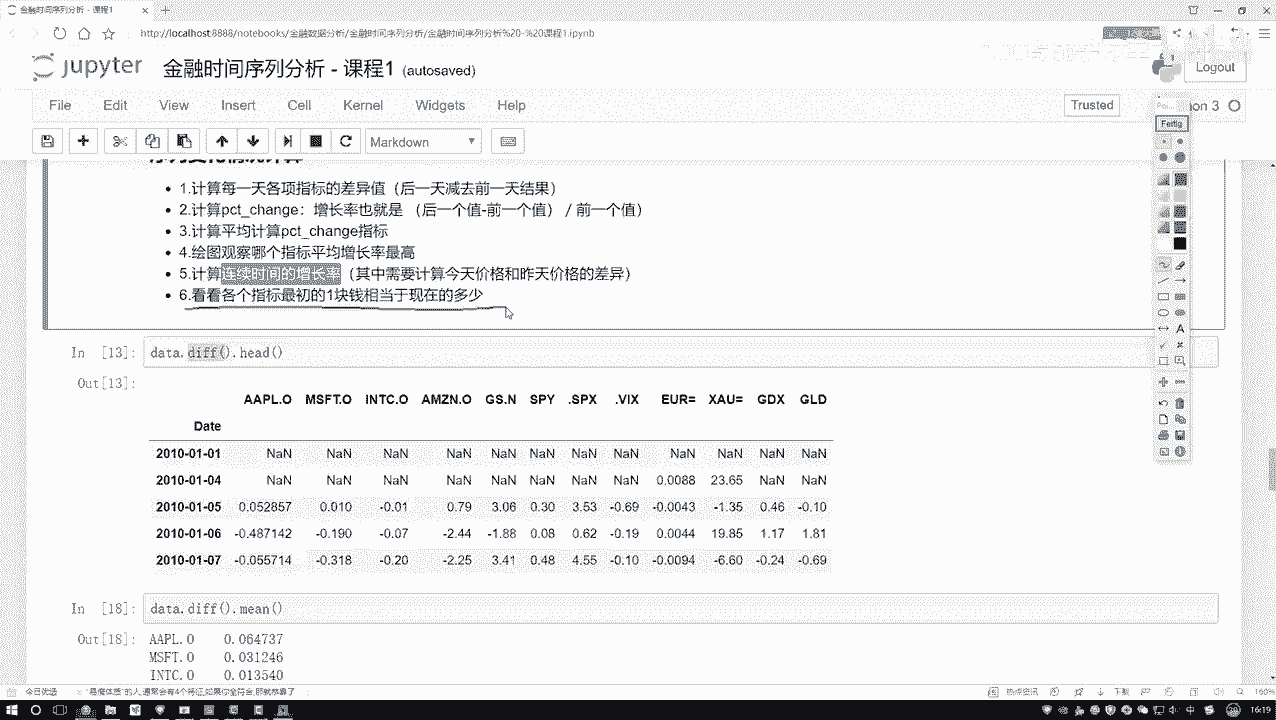 金融时间序列分析 - 课程1
http://localhost:8888/notebooks/金融数据分析/金融时间序列分析/金融时间序列分析%20-%20课程1.ipynb
jupyter 金融时间序列分析 - 课程1 (autosaved)
Logout
File Edit View Insert Cell Kernel Widgets Help
Trusted
on 3
Markdown
Fertig
1.计算每一天各项指标的差异值（后一天减去前一天结果）
2.计算pct_change：增长率也就是 （后一个值-前一个值）/ 前一个值）
3.计算平均计算pct_change指标
4.绘图观察哪个指标平均增长率最高
5.计算连续时间的增长率（其中需要计算今天价格和昨天价格的差异）
6.看看各个指标最初的1块钱相当于现在的多少
In [13]: data.diff().head()
Out[13]:
AAPL.O MSFT.O INTC.O AMZN.O GS.N SPY .SPX .VIX EUR= XAU= GDX GLD
Date
2010-01-01 NaN NaN NaN NaN NaN NaN NaN NaN NaN NaN NaN NaN
2010-01-04 NaN NaN NaN NaN NaN NaN NaN NaN 0.0088 23.65 NaN NaN
2010-01-05 0.052857 0.010 -0.01 0.79 3.06 0.30 3.53 -0.69 -0.0043 -1.35 0.46 -0.10
2010-01-06 -0.487142 -0.190 -0.07 -2.44 -1.88 0.08 0.62 -0.19 0.0044 19.85 1.17 1.81
2010-01-07 -0.055714 -0.318 -0.20 -2.25 3.41 0.48 4.55 -0.10 -0.0094 -6.60 -0.24 -0.69
In [18]: data.diff().mean()
Out[18]: AAPL.O 0.064737
MSFT.O 0.031246
INTC.O 0.013540
今日优选
热点资讯
下载
160%
中
16:19